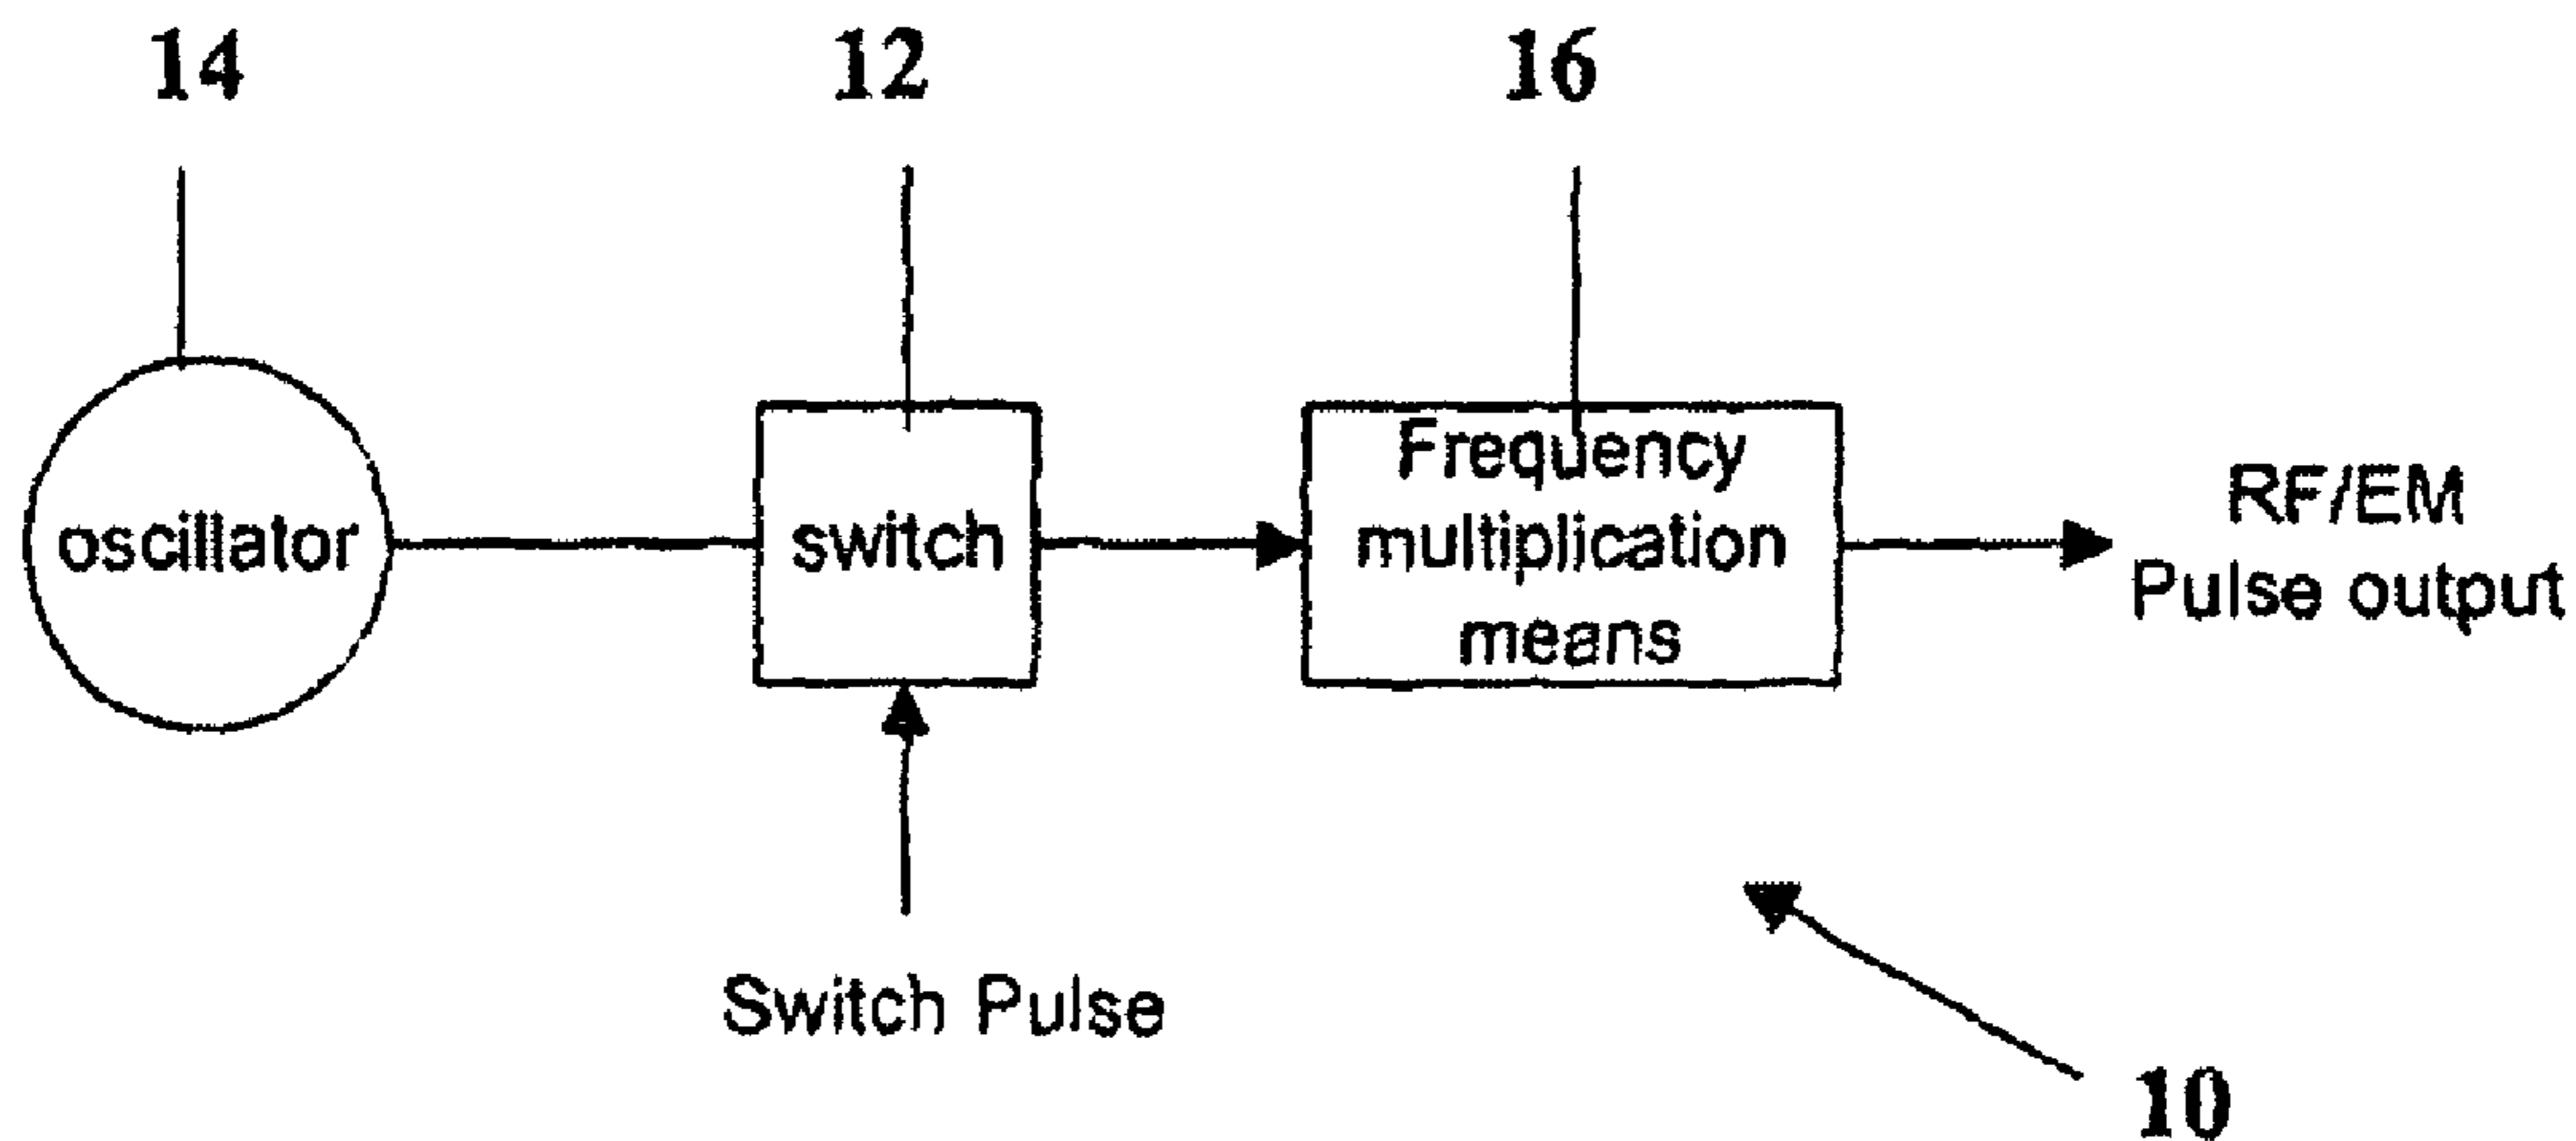 14
12
16
oscillator
switch
Frequency
multiplication
means
RF/EM
Pulse output
Switch Pulse
10